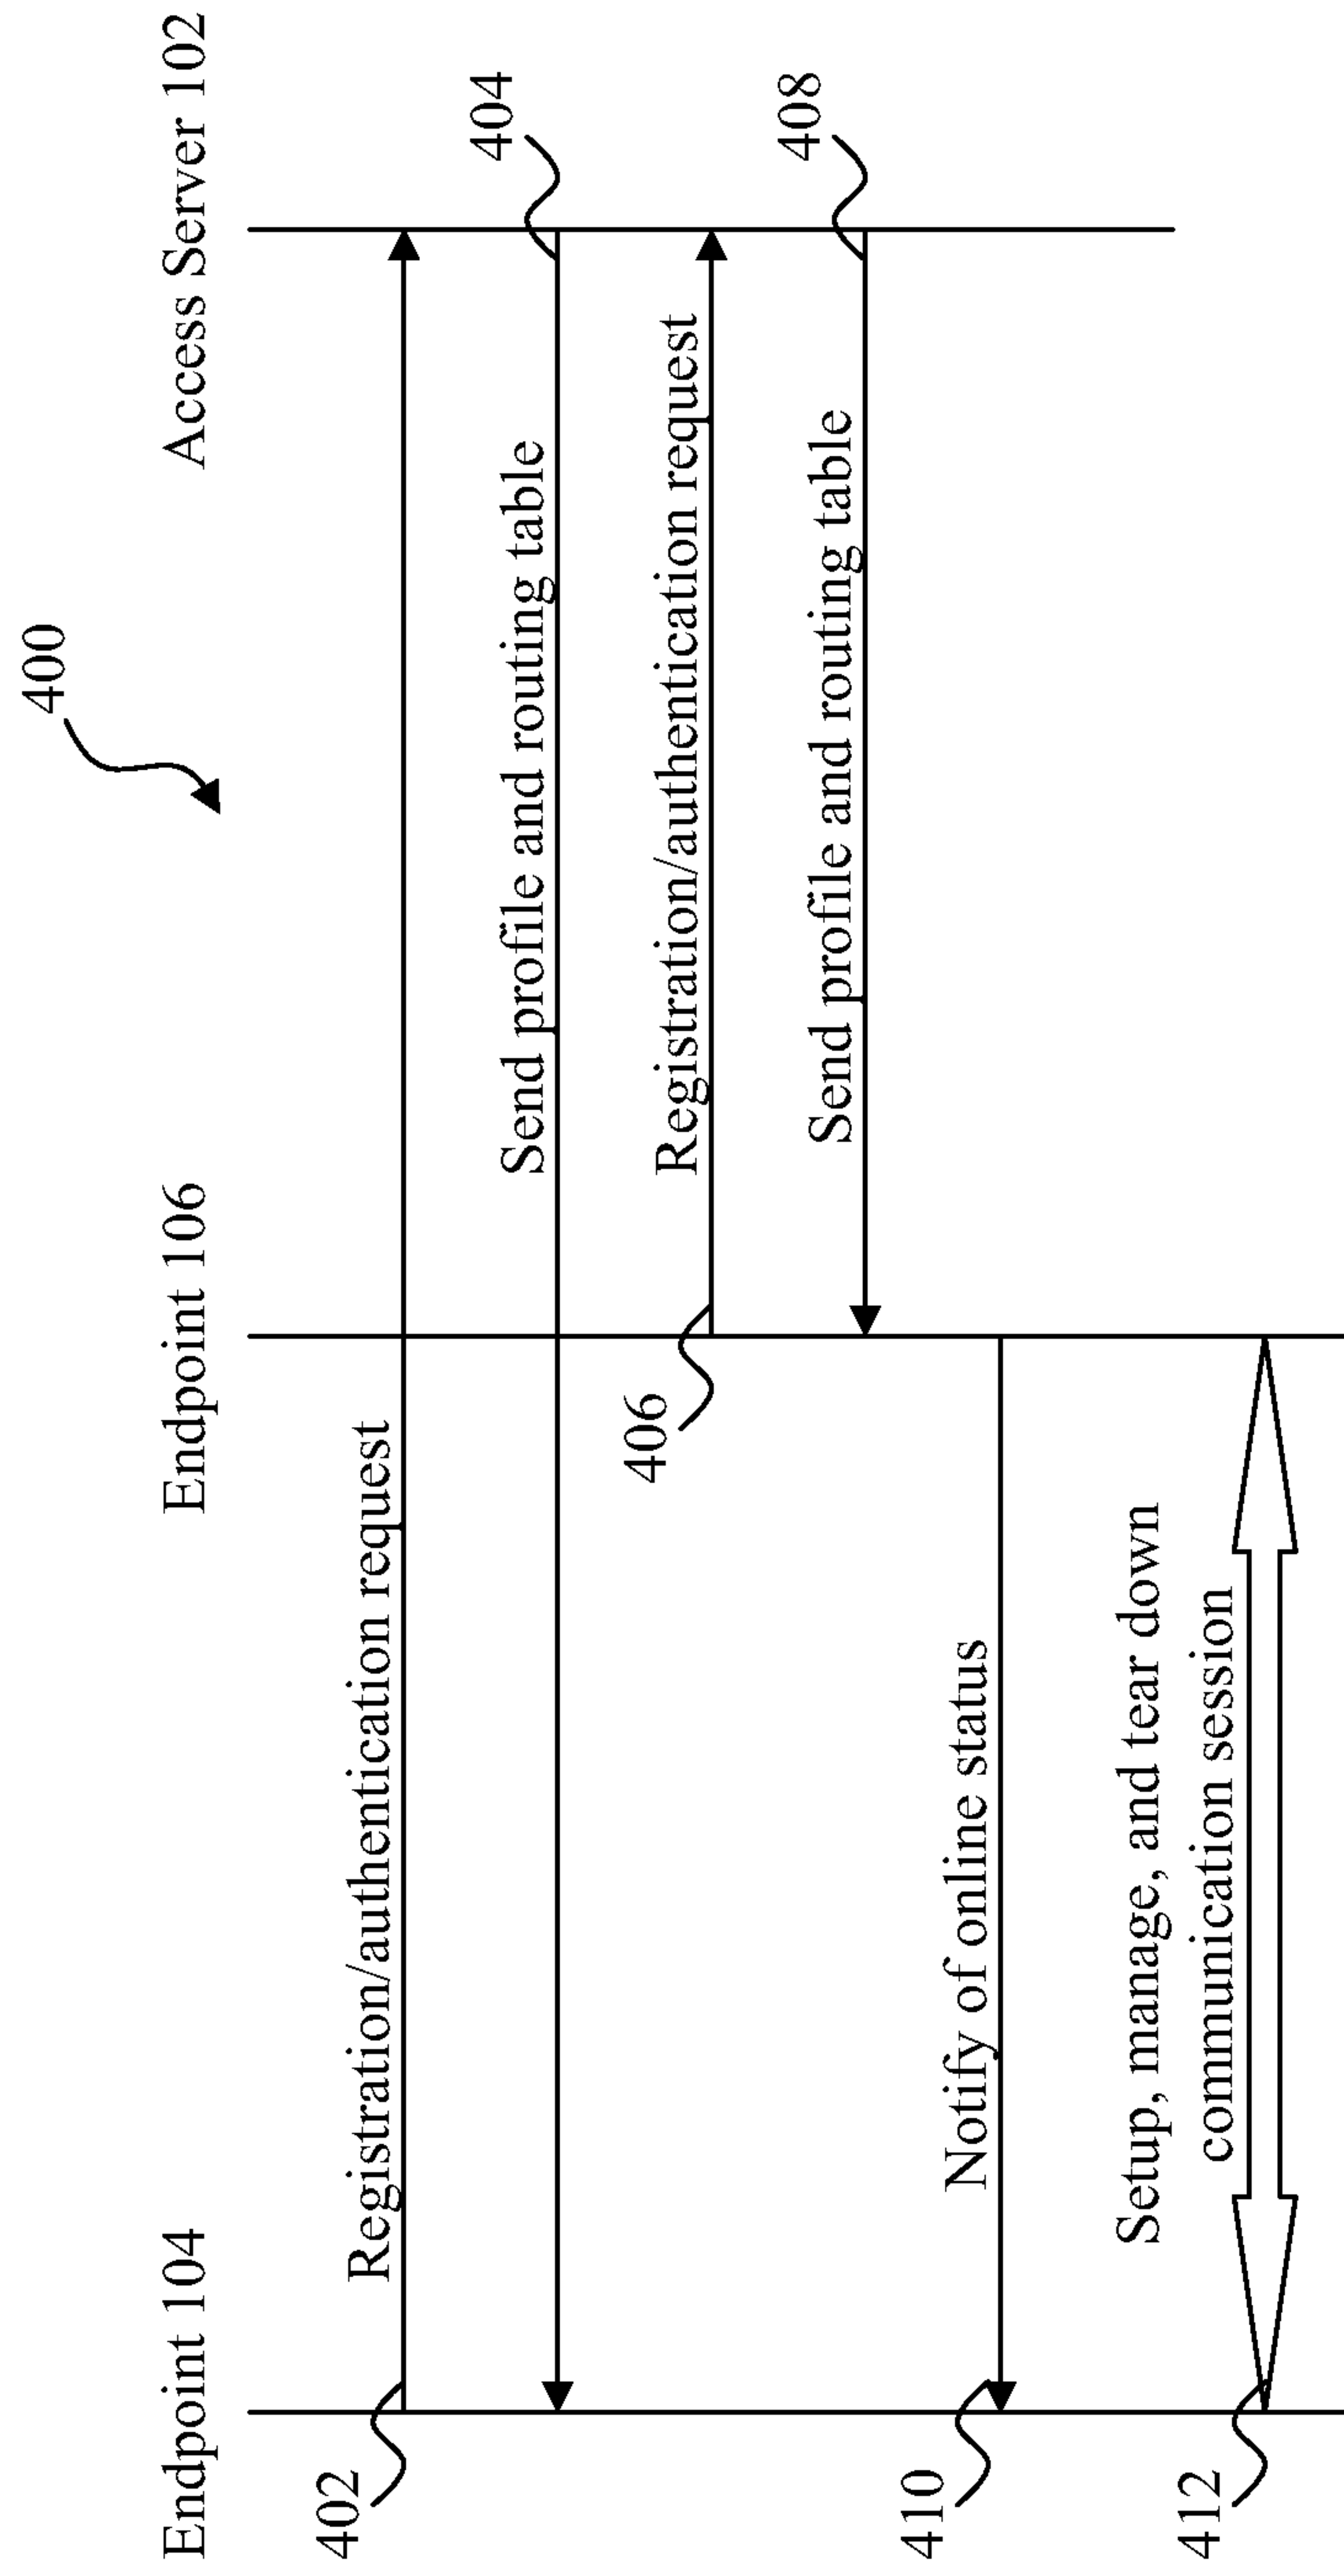 400
Endpoint 104
Endpoint 106
Access Server 102
402
Registration/authentication request
Send profile and routing table
404
406
Registration/authentication request
Send profile and routing table
408
410
Notify of online status
412
Setup, manage, and tear down
communication session